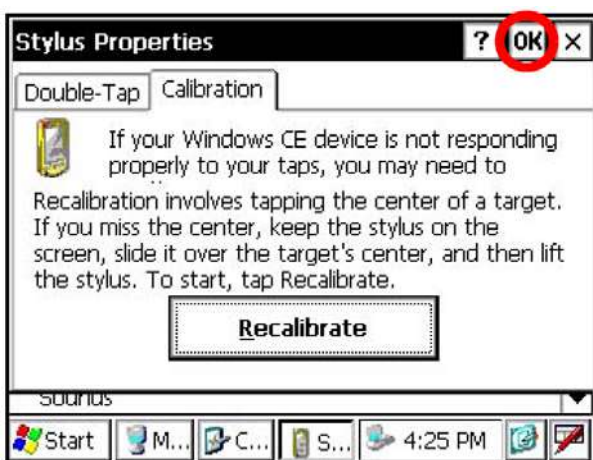 Stylus Properties ? OK ×
Double-Tap Calibration
If your Windows CE device is not responding
properly to your taps, you may need to
Recalibration involves tapping the center of a target.
If you miss the center, keep the stylus on the
screen, slide it over the target's center, and then lift
the stylus. To start, tap Recalibrate.
Recalibrate
Start M... C... S... 4:25 PM